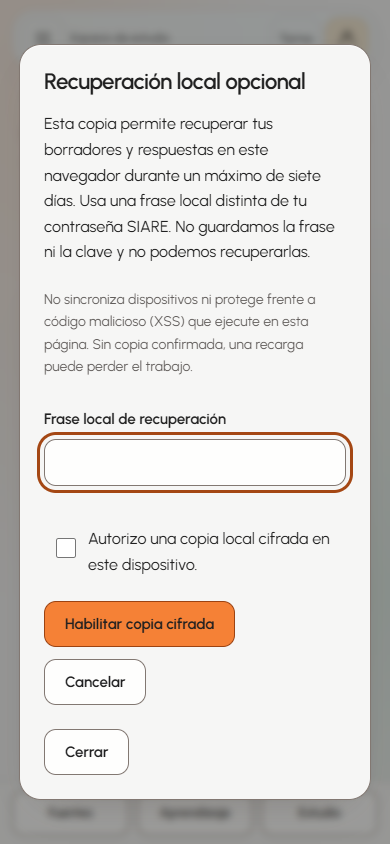 Recuperación local opcional
Esta copia permite recuperar tus
borradores y respuestas en este
navegador durante un máximo de siete
días. Usa una frase local distinta de tu
contraseña SIARE. No guardamos la frase
ni la clave y no podemos recuperarlas.
No sincroniza dispositivos ni protege frente a
código malicioso (XSS) que ejecute en esta
página. Sin copia confirmada, una recarga
puede perder el trabajo.
Frase local de recuperación
Autorizo una copia local cifrada en
este dispositivo.
Habilitar copia cifrada
Cancelar
Cerrar